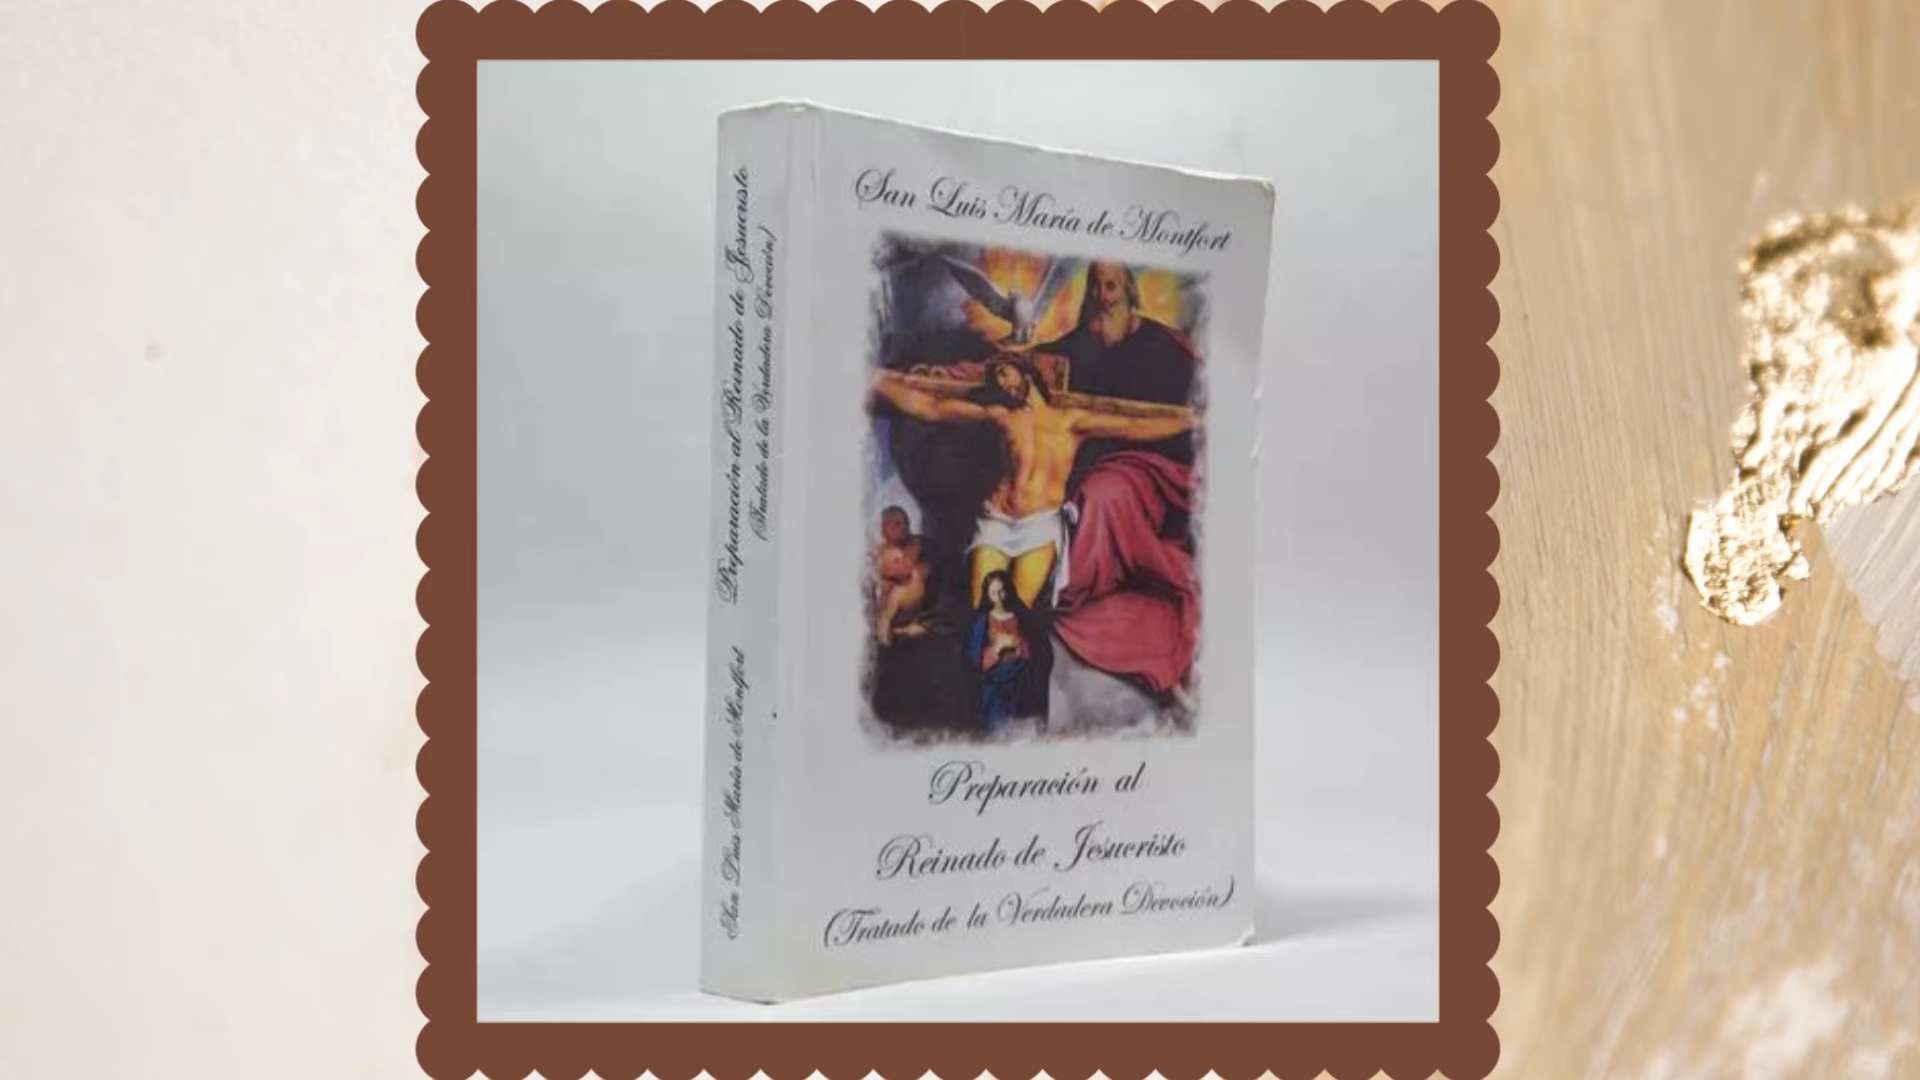 San Luis María de Montfort
Preparación al
Reinado de Jesucristo
(Tratado de la Verdadera Devoción)
San Luis María de Montfort Preparación al Reinado de Jesucristo
(Tratado de la Verdadera Devoción)